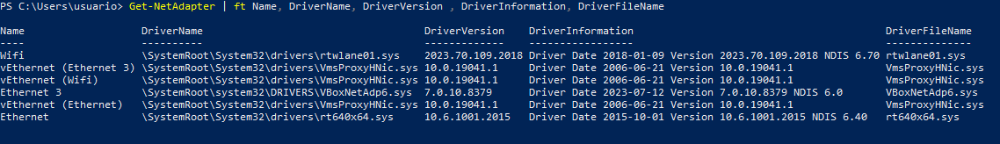 PS C:\Users\usuario> Get-NetAdapter | ft Name, DriverName, DriverVersion , DriverInformation, DriverFileName
Name DriverName DriverVersion DriverInformation DriverFileName
---- ---------- ------------- ----------------- --------------
Wifi \SystemRoot\System32\drivers\rtwlane01.sys 2023.70.109.2018 Driver Date 2018-01-09 Version 2023.70.109.2018 NDIS 6.70 rtwlane01.sys
vEthernet (Ethernet 3) \SystemRoot\System32\drivers\VmsProxyHNic.sys 10.0.19041.1 Driver Date 2006-06-21 Version 10.0.19041.1 VmsProxyHNic.sys
vEthernet (Wifi) \SystemRoot\System32\drivers\VmsProxyHNic.sys 10.0.19041.1 Driver Date 2006-06-21 Version 10.0.19041.1 VmsProxyHNic.sys
Ethernet 3 \SystemRoot\system32\DRIVERS\VBoxNetAdp6.sys 7.0.10.8379 Driver Date 2023-07-12 Version 7.0.10.8379 NDIS 6.0 VBoxNetAdp6.sys
vEthernet (Ethernet) \SystemRoot\System32\drivers\VmsProxyHNic.sys 10.0.19041.1 Driver Date 2006-06-21 Version 10.0.19041.1 VmsProxyHNic.sys
Ethernet \SystemRoot\System32\drivers\rt640x64.sys 10.6.1001.2015 Driver Date 2015-10-01 Version 10.6.1001.2015 NDIS 6.40 rt640x64.sys